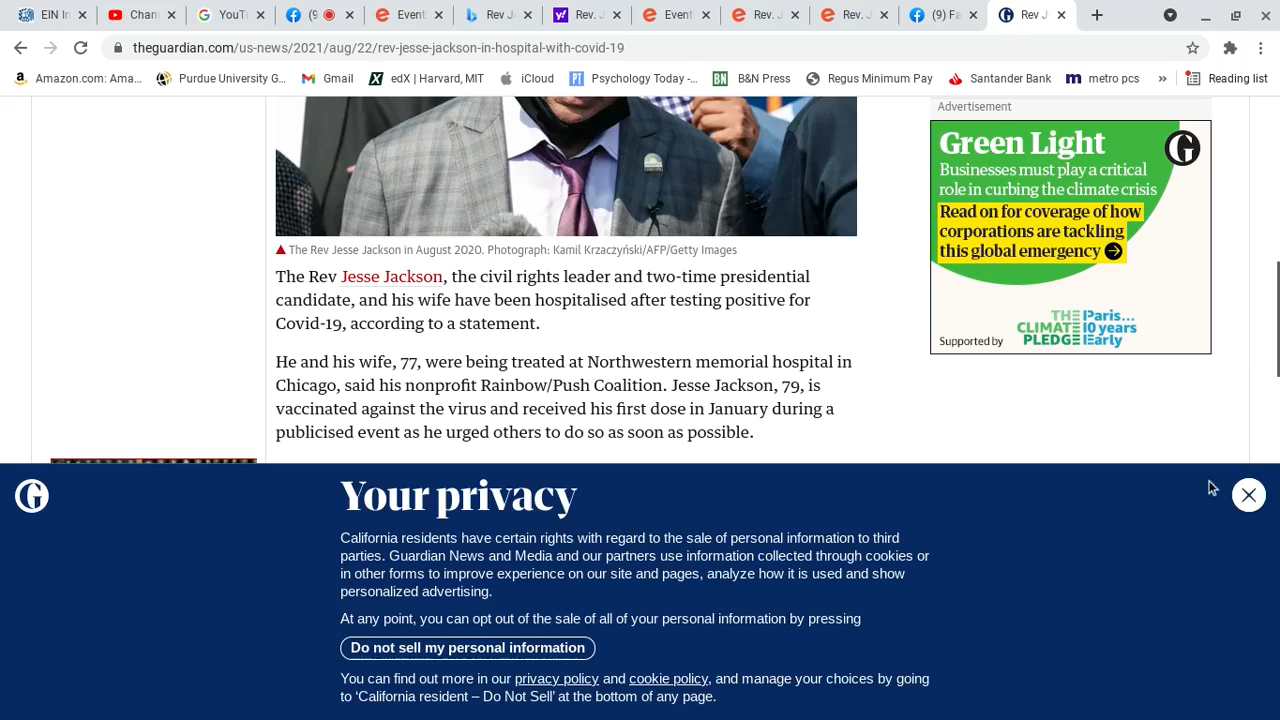 EIN In
Chan
YouT
(9
Event
Rev Je
Rev. J
Event
Rev. J
Rev. J
(9) Fa
Rev J
theguardian.com/us-news/2021/aug/22/rev-jesse-jackson-in-hospital-with-covid-19
Amazon.com: Ama...
Purdue University G...
Gmail
edX | Harvard, MIT
iCloud
Psychology Today -...
B&N Press
Regus Minimum Pay
Santander Bank
metro pcs
»
Reading list
Advertisement
Green Light
Businesses must play a critical
role in curbing the climate crisis
Read on for coverage of how
corporations are tackling
this global emergency
Supported by
THE CLIMATE PLEDGE
Paris... 10 years Early
The Rev Jesse Jackson in August 2020. Photograph: Kamil Krzaczyński/AFP/Getty Images
The Rev Jesse Jackson, the civil rights leader and two-time presidential
candidate, and his wife have been hospitalised after testing positive for
Covid-19, according to a statement.
He and his wife, 77, were being treated at Northwestern memorial hospital in
Chicago, said his nonprofit Rainbow/Push Coalition. Jesse Jackson, 79, is
vaccinated against the virus and received his first dose in January during a
publicised event as he urged others to do so as soon as possible.
Your privacy
California residents have certain rights with regard to the sale of personal information to third
parties. Guardian News and Media and our partners use information collected through cookies or
in other forms to improve experience on our site and pages, analyze how it is used and show
personalized advertising.
At any point, you can opt out of the sale of all of your personal information by pressing
Do not sell my personal information
You can find out more in our privacy policy and cookie policy, and manage your choices by going
to ‘California resident – Do Not Sell’ at the bottom of any page.